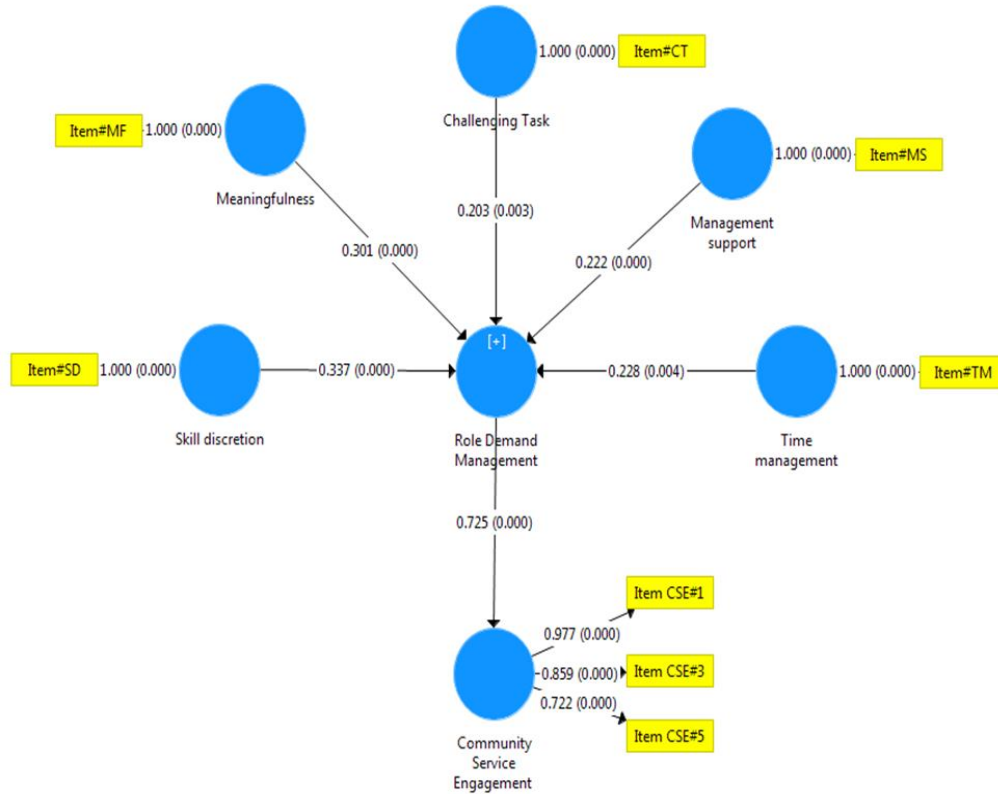 1.000 (0.000)
Item#CT
Challenging Task
Item#MF
1.000 (0.000)
Meaningfulness
1.000 (0.000)
Item#MS
Management
support
0.203 (0.003)
0.301 (0.000)
0.222 (0.000)
[+]
Item#SD
1.000 (0.000)
0.337 (0.000)
0.228 (0.004)
1.000 (0.000)
Item#TM
Skill discretion
Role Demand
Management
Time
management
0.725 (0.000)
Item CSE#1
0.977 (0.000)
0.859 (0.000)
Item CSE#3
0.722 (0.000)
Item CSE#5
Community
Service
Engagement